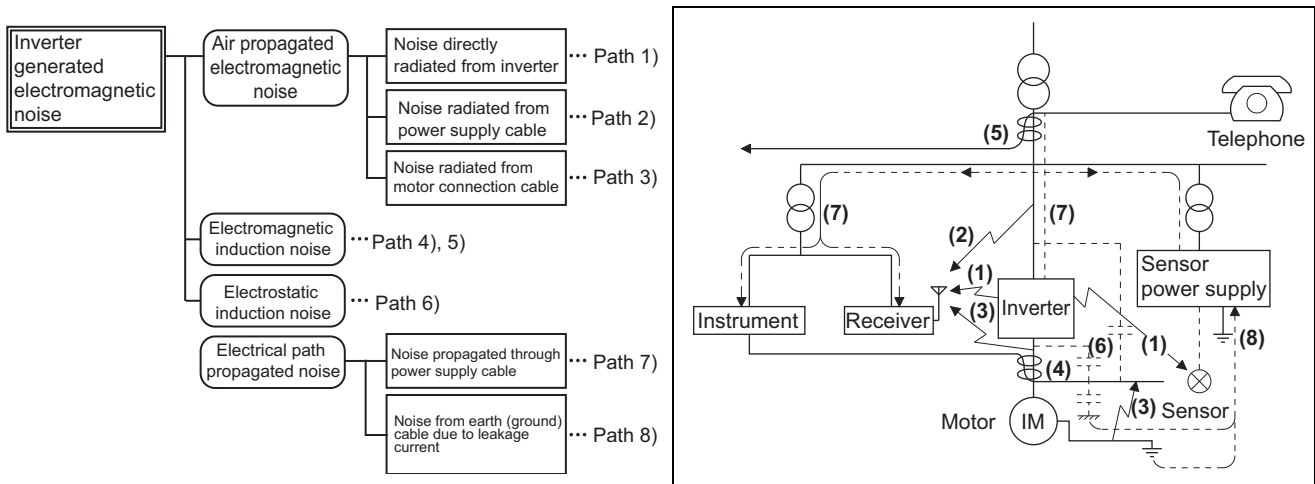 Inverter
generated
electromagnetic
noise
Air propagated
electromagnetic
noise
Noise directly
radiated from inverter
··· Path 1)
Noise radiated from
power supply cable
··· Path 2)
Noise radiated from
motor connection cable
··· Path 3)
Electromagnetic
induction noise
···Path 4), 5)
Electrostatic
induction noise
··· Path 6)
Electrical path
propagated noise
Noise propagated through
power supply cable
··· Path 7)
Noise from earth (ground)
cable due to leakage
current
··· Path 8)
(5)
Telephone
(7)
(7)
(2)
(1)
(3)
Instrument
Receiver
Inverter
Sensor
power supply
(6)
(1)
(8)
(4)
(3)
Sensor
Motor
IM